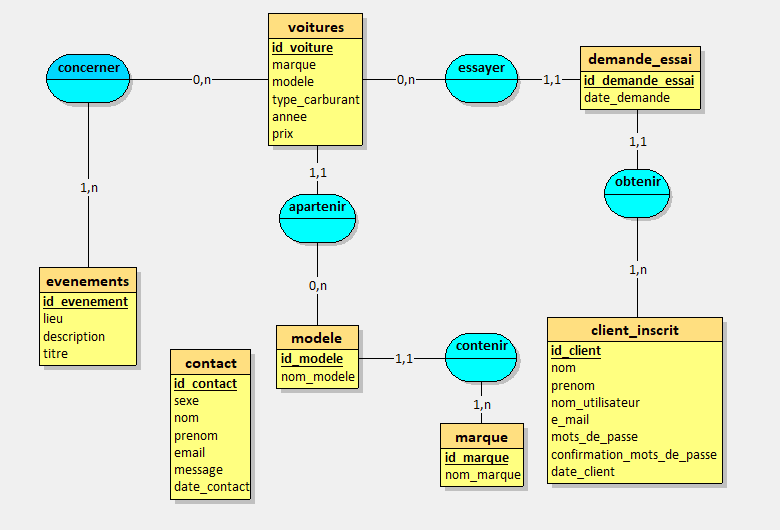 voitures
id_voiture
marque
modele
type_carburant
annee
prix
concerner
0,n
0,n
essayer
1,1
demande_essai
id_demande_essai
date_demande
1,1
1,1
obtenir
1,n
apartenir
0,n
1,n
evenements
id_evenement
lieu
description
titre
modele
id_modele
nom_modele
1,1
contenir
1,n
client_inscrit
id_client
nom
prenom
nom_utilisateur
e_mail
mots_de_passe
confirmation_mots_de_passe
date_client
contact
id_contact
sexe
nom
prenom
email
message
date_contact
marque
id_marque
nom_marque